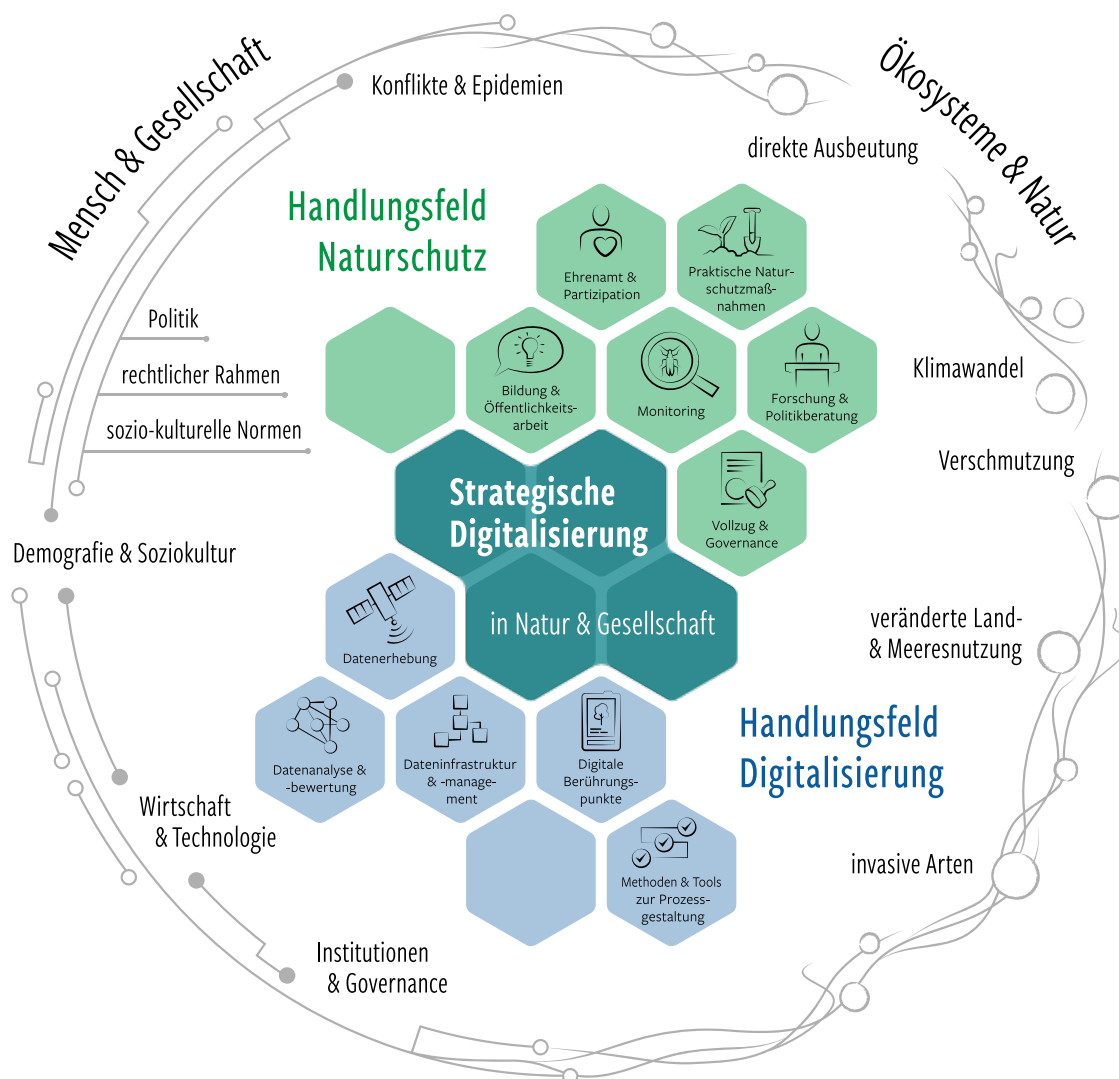 Mensch & Gesellschaft
Ökosysteme & Natur
Konflikte & Epidemien
direkte Ausbeutung
Handlungsfeld
Naturschutz
Ehrenamt &
Partizipation
Praktische Natur-
schutzmaß-
nahmen
Politik
rechtlicher Rahmen
sozio-kulturelle Normen
Bildung &
Öffentlichkeits-
arbeit
Monitoring
Forschung &
Politikberatung
Klimawandel
Verschmutzung
Strategische
Digitalisierung
Vollzug &
Governance
Demografie & Soziokultur
in Natur & Gesellschaft
Datenerhebung
veränderte Land-
& Meeresnutzung
Datenanalyse &
-bewertung
Dateninfrastruktur
& -manage-
ment
Digitale
Berührungs-
punkte
Handlungsfeld
Digitalisierung
Wirtschaft
& Technologie
Methoden & Tools
zur Prozess-
gestaltung
invasive Arten
Institutionen
& Governance